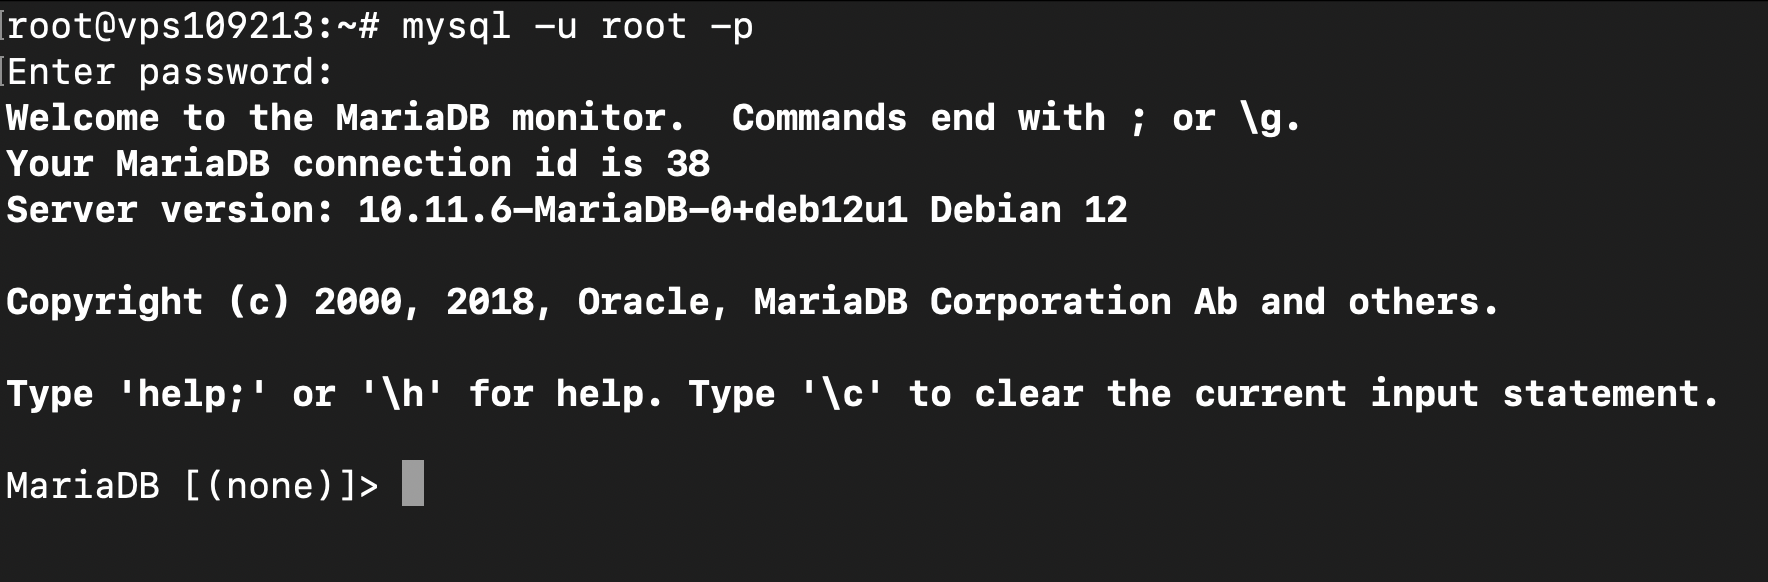 root@vps109213:~# mysql -u root -p
Enter password:
Welcome to the MariaDB monitor.  Commands end with ; or \g.
Your MariaDB connection id is 38
Server version: 10.11.6-MariaDB-0+deb12u1 Debian 12
Copyright (c) 2000, 2018, Oracle, MariaDB Corporation Ab and others.
Type 'help;' or '\h' for help. Type '\c' to clear the current input statement.
MariaDB [(none)]>